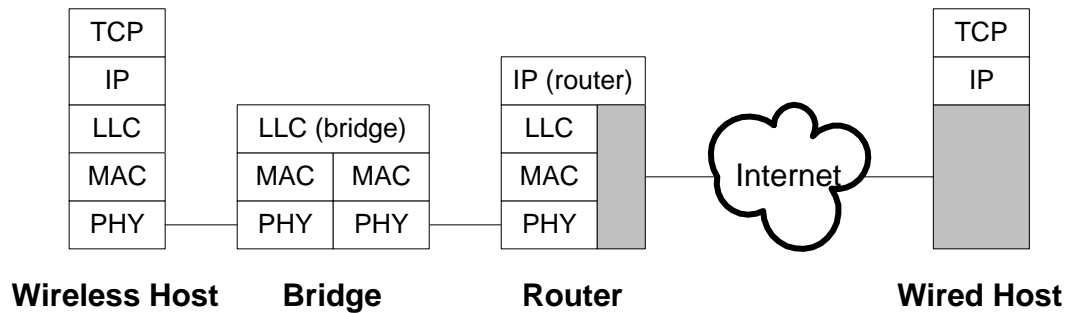 TCP
IP
LLC
MAC
PHY
LLC (bridge)
MAC MAC
PHY PHY
IP (router)
LLC
MAC
PHY
Internet
TCP
IP
Wireless Host Bridge Router Wired Host